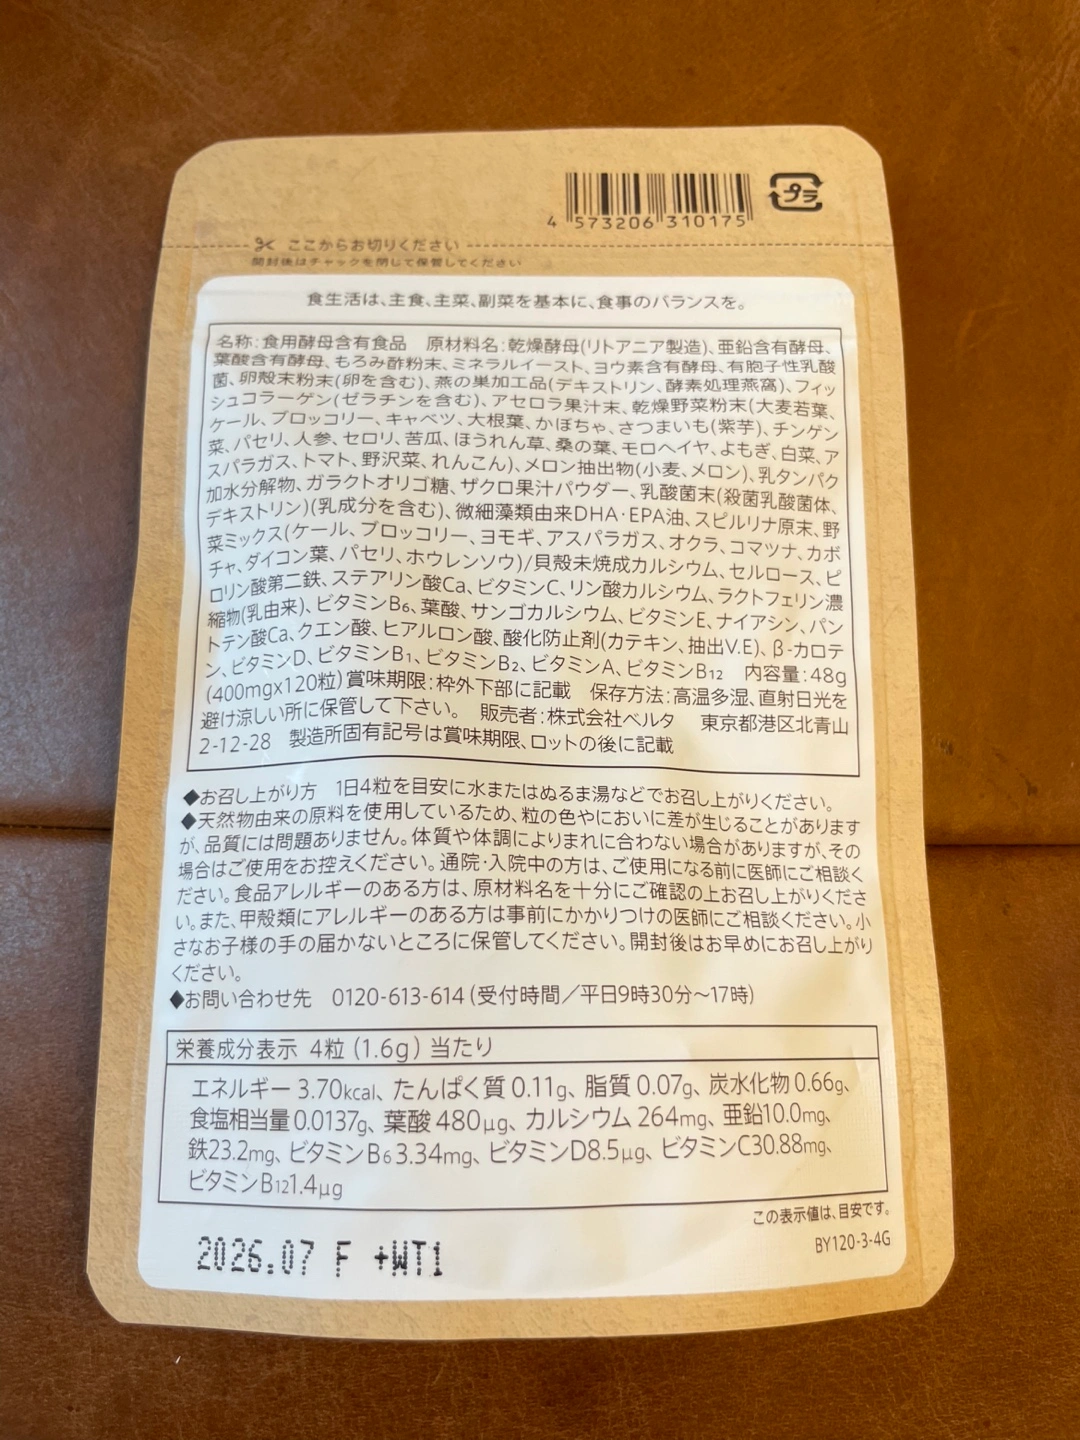 4 573206 310175
プラ
ここからお切りください
開封後はチャックを閉じて保管してください
食生活は、主食、主菜、副菜を基本に、食事のバランスを。
名称:食用酵母含有食品 原材料名:乾燥酵母(リトアニア製造)、亜鉛含有酵母、
葉酸含有酵母、もろみ酢粉末、ミネラルイースト、ヨウ素含有酵母、有胞子性乳酸
菌、卵殻末粉末(卵を含む)、燕の巣加工品(デキストリン、酵素処理燕窩)、フィッ
シュコラーゲン(ゼラチンを含む)、アセロラ果汁末、乾燥野菜粉末(大麦若葉、
ケール、ブロッコリー、キャベツ、大根葉、かぼちゃ、さつまいも(紫芋)、チンゲン
菜、パセリ、人参、セロリ、苦瓜、ほうれん草、桑の葉、モロヘイヤ、よもぎ、白菜、ア
スパラガス、トマト、野沢菜、れんこん)、メロン抽出物(小麦、メロン)、乳タンパク
加水分解物、ガラクトオリゴ糖、ザクロ果汁パウダー、乳酸菌末(殺菌乳酸菌体、
デキストリン)(乳成分を含む)、微細藻類由来DHA・EPA油、スピルリナ原末、野
菜ミックス(ケール、ブロッコリー、ヨモギ、アスパラガス、オクラ、コマツナ、カボ
チャ、ダイコン葉、パセリ、ホウレンソウ)/貝殻未焼成カルシウム、セルロース、ピ
ロリン酸第二鉄、ステアリン酸Ca、ビタミンC、リン酸カルシウム、ラクトフェリン濃
縮物(乳由来)、ビタミンB6、葉酸、サンゴカルシウム、ビタミンE、ナイアシン、パン
トテン酸Ca、クエン酸、ヒアルロン酸、酸化防止剤(カテキン、抽出V.E)、β-カロテ
ン、ビタミンD、ビタミンB1、ビタミンB2、ビタミンA、ビタミンB12 内容量:48g
(400mgx120粒) 賞味期限:枠外下部に記載 保存方法:高温多湿、直射日光を
避け涼しい所に保管して下さい。 販売者:株式会社ベルタ 東京都港区北青山
2-12-28 製造所固有記号は賞味期限、ロットの後に記載
◆お召し上がり方 1日4粒を目安に水またはぬるま湯などでお召し上がりください。
◆天然物由来の原料を使用しているため、粒の色やにおいに差が生じることがあります
が、品質には問題ありません。体質や体調によりまれに合わない場合がありますが、その
場合はご使用をお控えください。通院・入院中の方は、ご使用になる前に医師にご相談く
ださい。食品アレルギーのある方は、原材料名を十分にご確認の上お召し上がりくださ
い。また、甲殻類にアレルギーのある方は事前にかかりつけの医師にご相談ください。小
さなお子様の手の届かないところに保管してください。開封後はお早めにお召し上がり
ください。
◆お問い合わせ先 0120-613-614 (受付時間/平日9時30分〜17時)
栄養成分表示 4粒 (1.6g) 当たり
エネルギー 3.70kcal、たんぱく質 0.11g、脂質 0.07g、炭水化物 0.66g、
食塩相当量 0.0137g、葉酸 480μg、カルシウム 264mg、亜鉛10.0mg、
鉄23.2mg、ビタミンB6 3.34mg、ビタミンD8.5μg、ビタミンC30.88mg、
ビタミンB12 1.4μg
この表示値は、目安です。
BY120-3-4G
2026.07 F +WT1